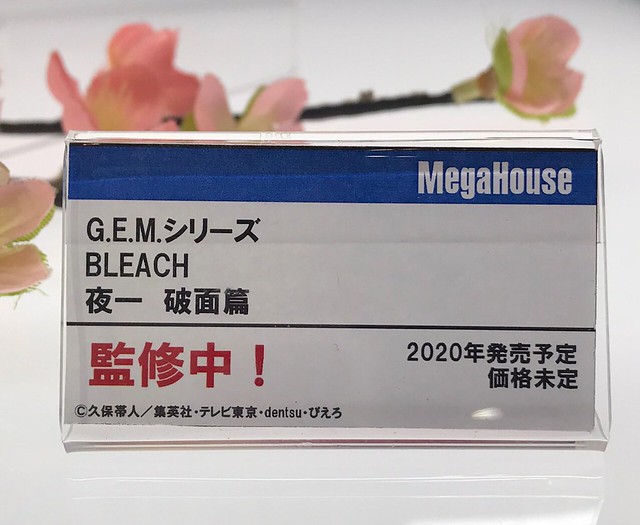 MegaHouse
G.E.M.シリーズ
BLEACH
夜一　破面篇
監修中！
2020年発売予定
価格未定
©久保帯人／集英社・テレビ東京・dentsu・ぴえろ